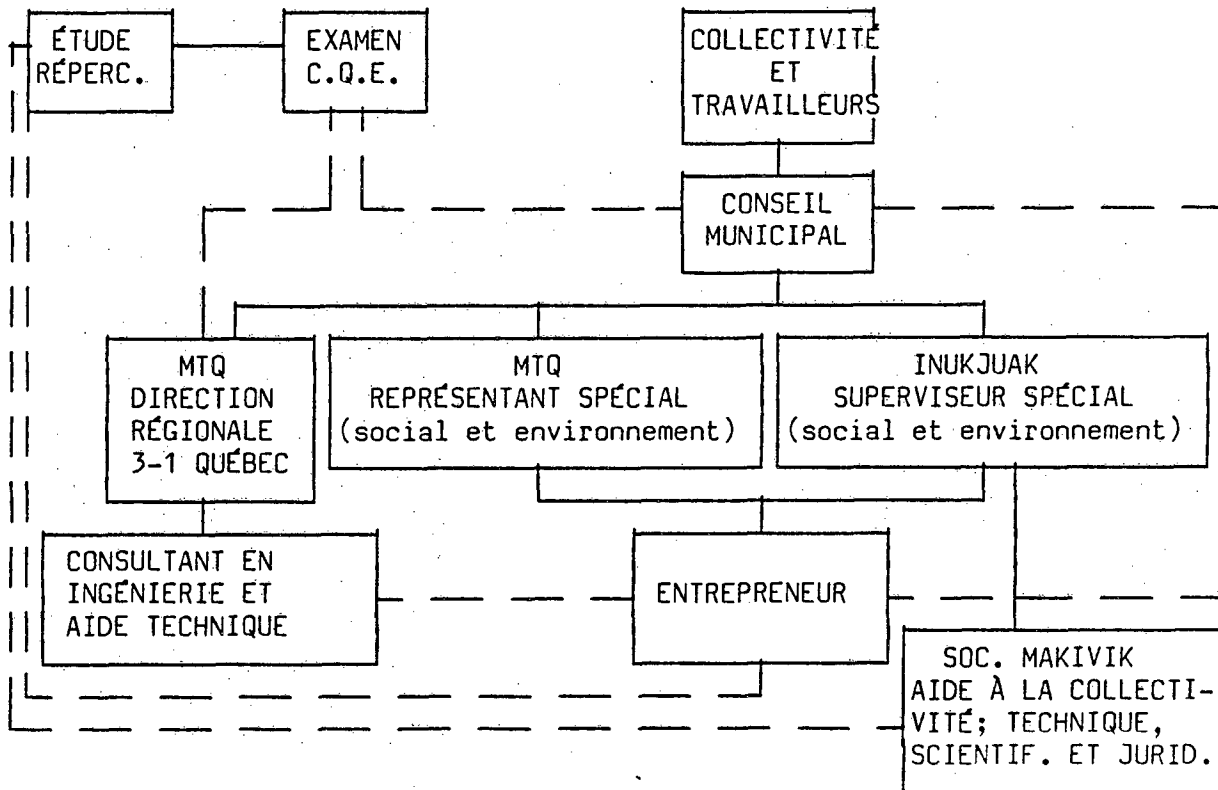 ÉTUDE
RÉPERC.
EXAMEN
C.Q.E.
COLLECTIVITÉ
ET
TRAVAILLEURS
CONSEIL
MUNICIPAL
MTQ
DIRECTION
RÉGIONALE
3-1 QUÉBEC
MTQ
REPRÉSENTANT SPÉCIAL
(social et environnement)
INUKJUAK
SUPERVISEUR SPÉCIAL
(social et environnement)
CONSULTANT EN
INGÉNIERIE ET
AIDE TECHNIQUE
ENTREPRENEUR
SOC. MAKIVIK
AIDE À LA COLLECTI-
VITÉ; TECHNIQUE,
SCIENTIF. ET JURID.